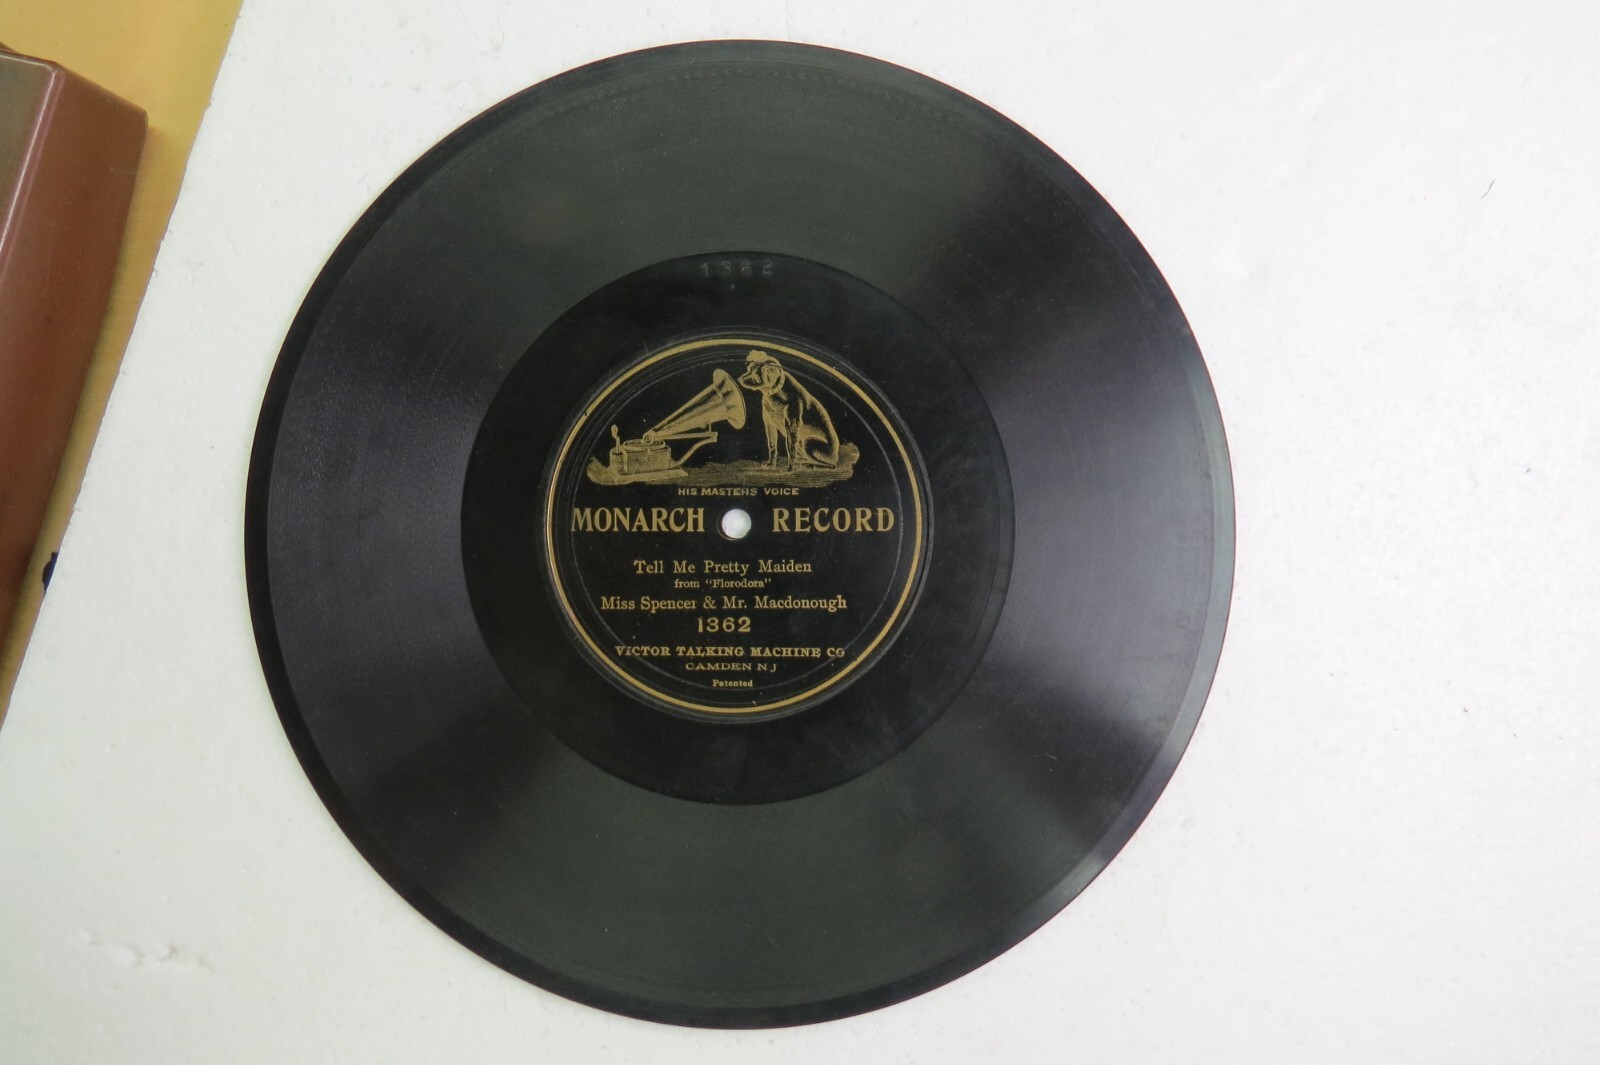 1362
HIS MASTERS VOICE
MONARCH RECORD
Tell Me Pretty Maiden
from "Florodora"
Miss Spencer & Mr. Macdonough
1362
VICTOR TALKING MACHINE CO
CAMDEN N J
Patented